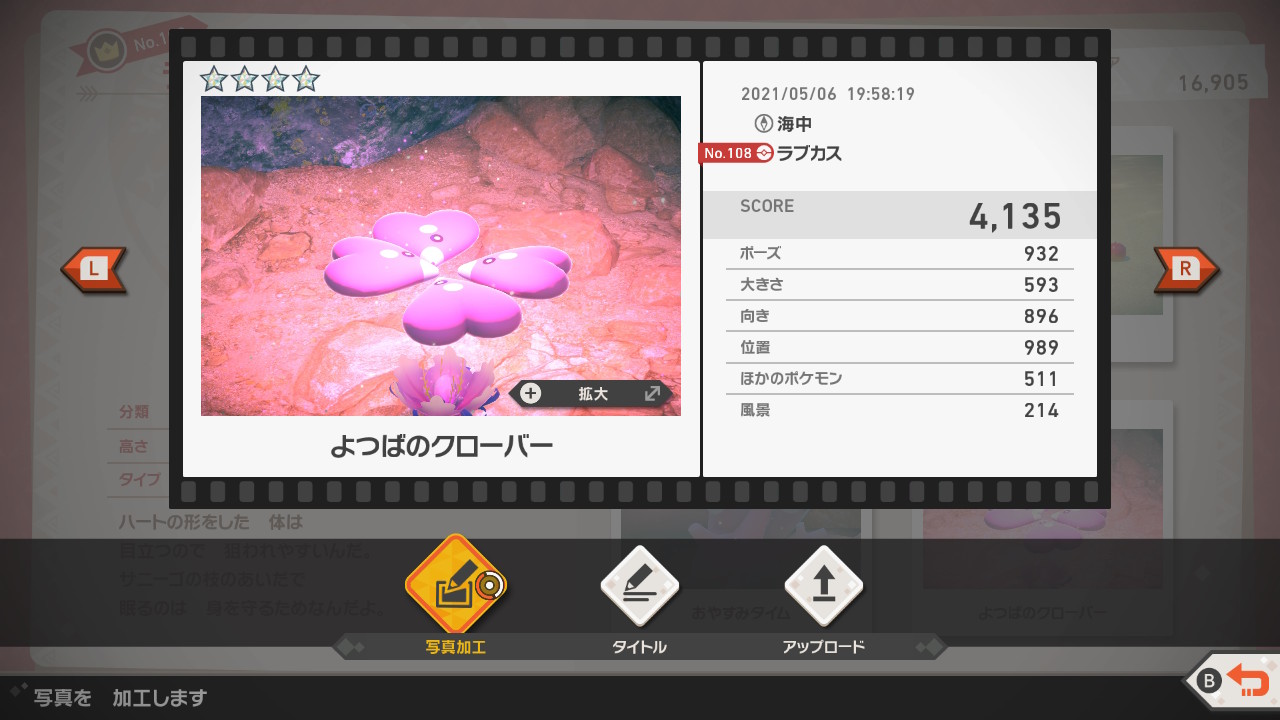 No.1
16,905
2021/05/06 19:58:19
海中
No.108 ラブカス
SCORE 4,135
ポーズ 932
大きさ 593
向き 896
位置 989
ほかのポケモン 511
風景 214
L
R
+ 拡大
よつばのクローバー
分類
高さ
タイプ
ハートの形をした 体は
目立つので 狙われやすいんだ。
サニーゴの枝のあいだで
眠るのは 身を守るためなんだよ。
おやすみタイム
よつばのクローバー
写真加工
タイトル
アップロード
写真を 加工します
B